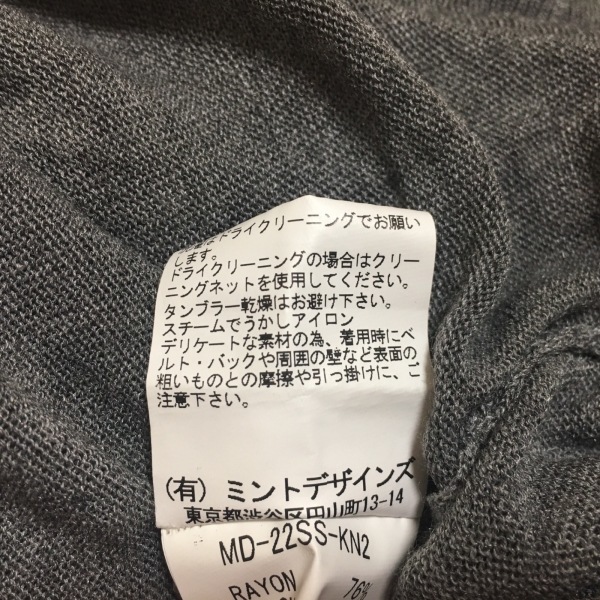 なドライクリーニングでお願い
します。
ドライクリーニングの場合はクリー
ニングネットを使用してください。
タンブラー乾燥はお避け下さい。
スチームでうかしアイロン
デリケートな素材の為、着用時にベ
ルト・バックや周囲の壁など表面の
粗いものとの摩擦や引っ掛けに、ご
注意下さい。
(有) ミントデザインズ
東京都渋谷区円山町13-14
MD-22SS-KN2
RAYON 76%